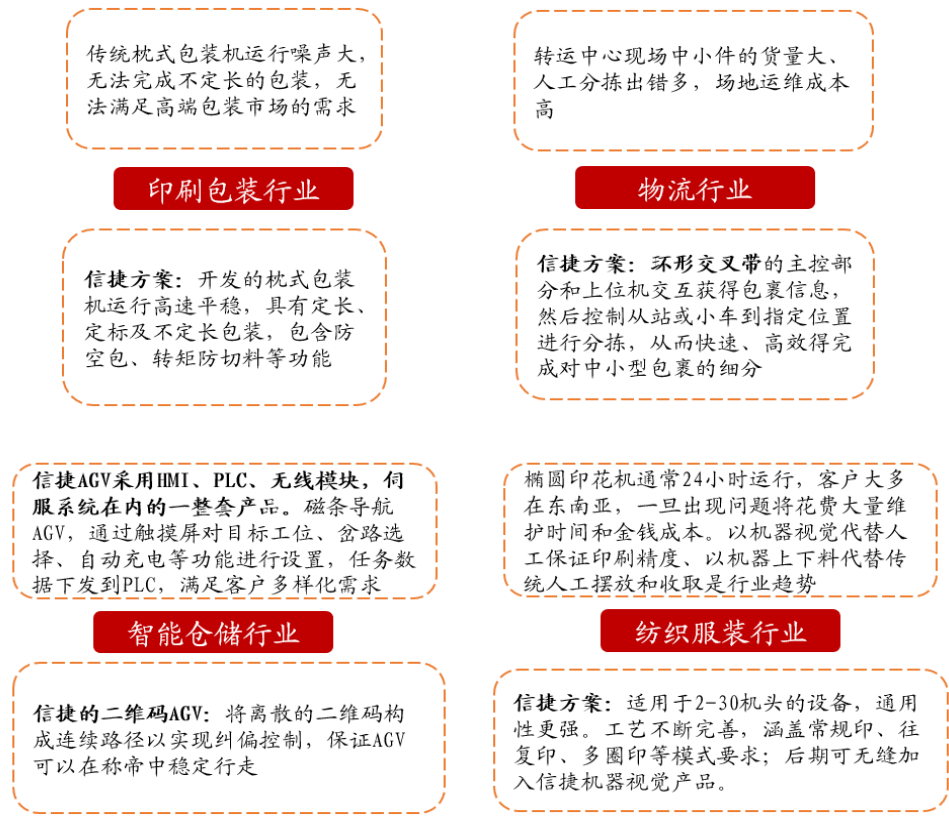 传统枕式包装机运行噪声大，
无法完成不定长的包装，无
法满足高端包装市场的需求
印刷包装行业
信捷方案：开发的枕式包装
机运行高速平稳，具有定长、
定标及不定长包装，包含防
空包、转矩防切料等功能
转运中心现场中小件的货量大、
人工分拣出错多，场地运维成本
高
物流行业
信捷方案：环形交叉带的主控部
分和上位机交互获得包裹信息，
然后控制从站或小车到指定位置
进行分拣，从而快速、高效得完
成对中小型包裹的细分
信捷AGV采用HMI、PLC、无线模块，伺
服系统在内的一整套产品。磁条导航
AGV，通过触摸屏对目标工位、岔路选
择、自动充电等功能进行设置，任务数
据下发到PLC，满足客户多样化需求
智能仓储行业
信捷的二维码AGV：将离散的二维码构
成连续路径以实现纠偏控制，保证AGV
可以在称帝中稳定行走
椭圆印花机通常24小时运行，客户大多
在东南亚，一旦出现问题将花费大量维
护时间和金钱成本。以机器视觉代替人
工保证印刷精度、以机器上下料代替传
统人工摆放和收取是行业趋势
纺织服装行业
信捷方案：适用于2-30机头的设备，通用
性更强。工艺不断完善，涵盖常规印、往
复印、多圈印等模式要求；后期可无缝加
入信捷机器视觉产品。